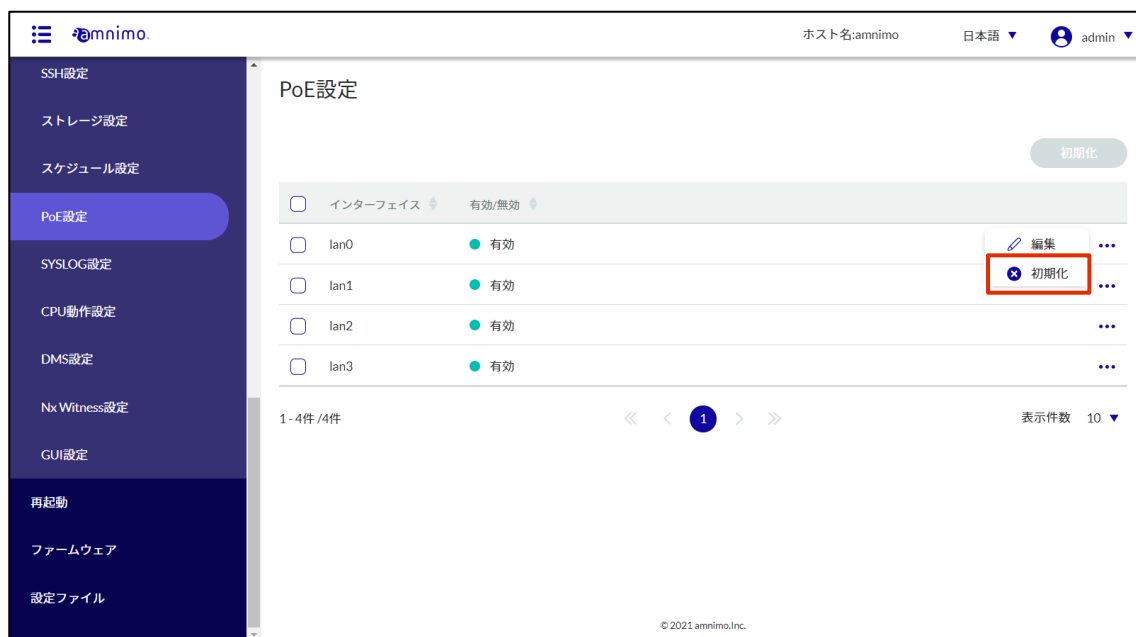 amnimo.
ホスト名:amnimo
日本語 ▼
admin ▼
SSH設定
ストレージ設定
スケジュール設定
PoE設定
SYSLOG設定
CPU動作設定
DMS設定
Nx Witness設定
GUI設定
再起動
ファームウェア
設定ファイル
PoE設定
初期化
インターフェイス 有効/無効
lan0 有効
編集
初期化
lan1 有効
lan2 有効
lan3 有効
1 - 4件 /4件
1
表示件数 10 ▼
© 2021 amnimo,Inc.